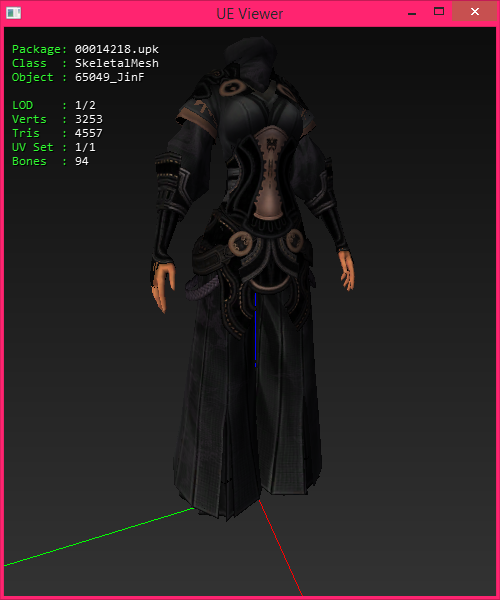 UE Viewer
Package: 00014218.upk
Class  : SkeletalMesh
Object : 65049_JinF
LOD    : 1/2
Verts  : 3253
Tris   : 4557
UV Set : 1/1
Bones  : 94